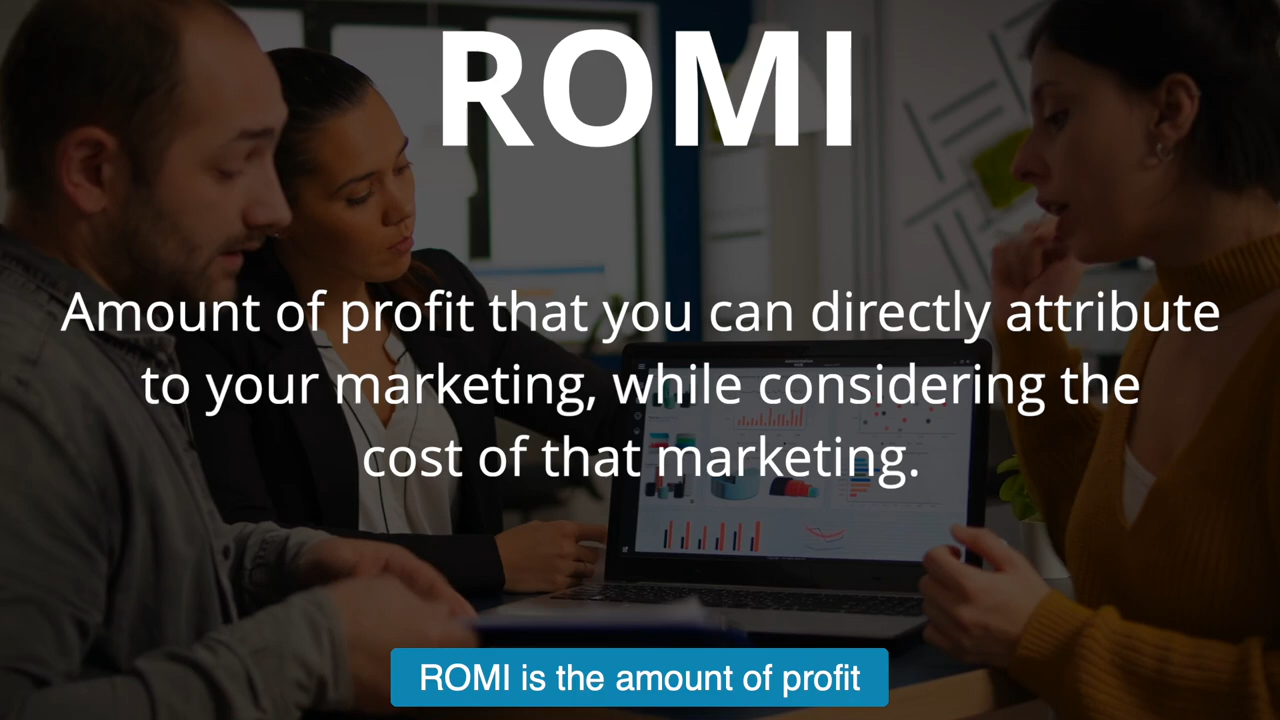 ROMI
Amount of profit that you can directly attribute
to your marketing, while considering the
cost of that marketing.
ROMI is the amount of profit